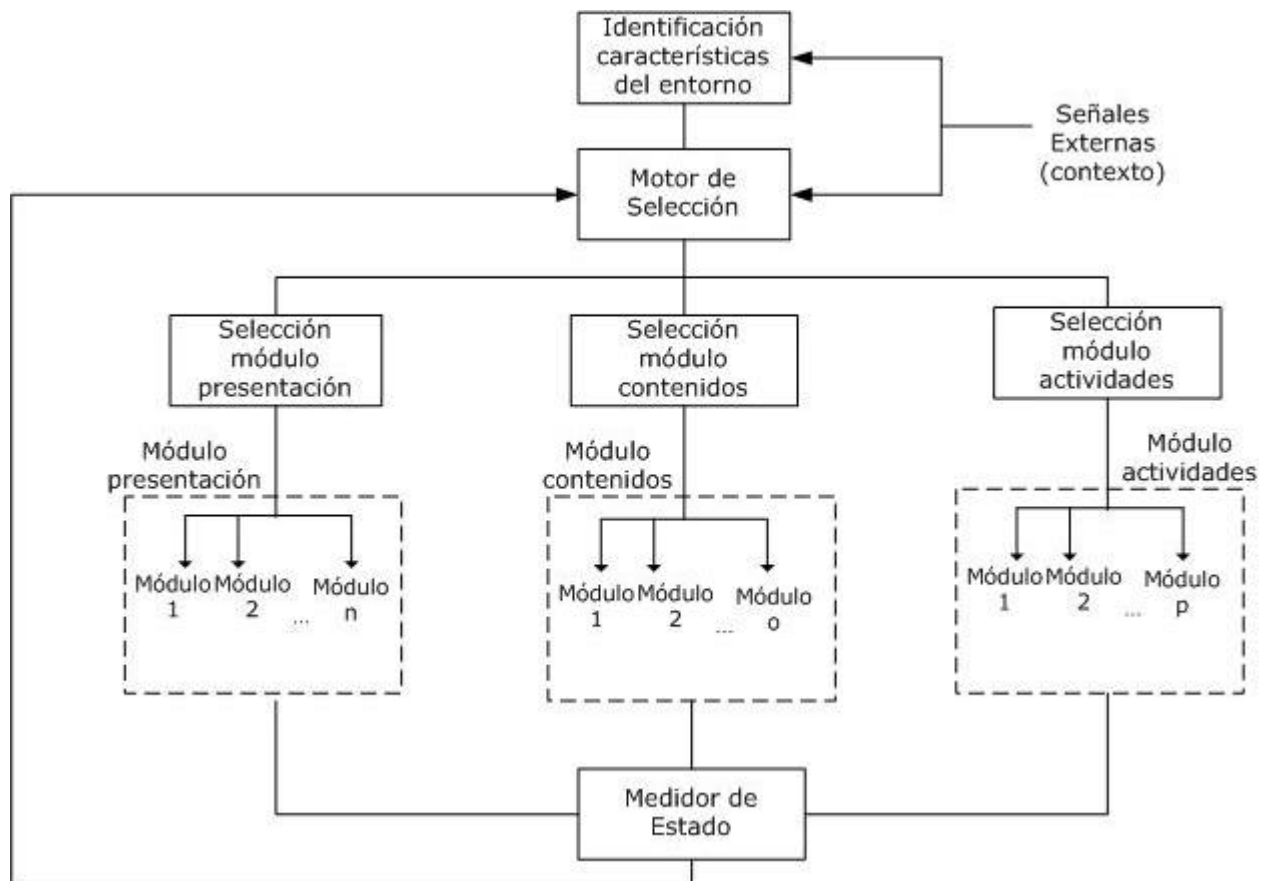 Identificación
características
del entorno
Señales
Externas
(contexto)
Motor de
Selección
Selección
módulo
presentación
Selección
módulo
contenidos
Selección
módulo
actividades
Módulo
presentación
Módulo
contenidos
Módulo
actividades
Módulo
1
Módulo
2
...
Módulo
n
Módulo
1
Módulo
2
...
Módulo
o
Módulo
1
Módulo
2
...
Módulo
p
Medidor de
Estado